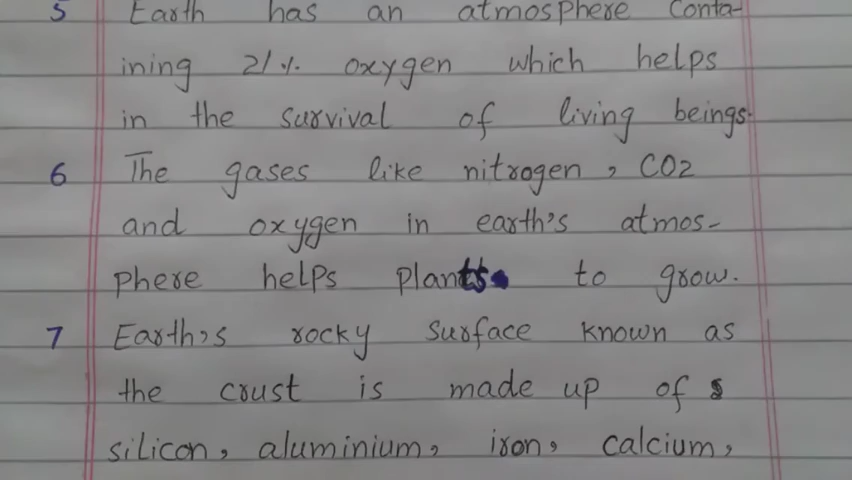 5 Earth has an atmosphere conta-
ining 21% oxygen which helps
in the survival of living beings.
6 The gases like nitrogen, CO2
and oxygen in earth's atmos-
phere helps plants to grow.
7 Earth's rocky surface known as
the crust is made up of s
silicon, aluminium, iron, calcium,